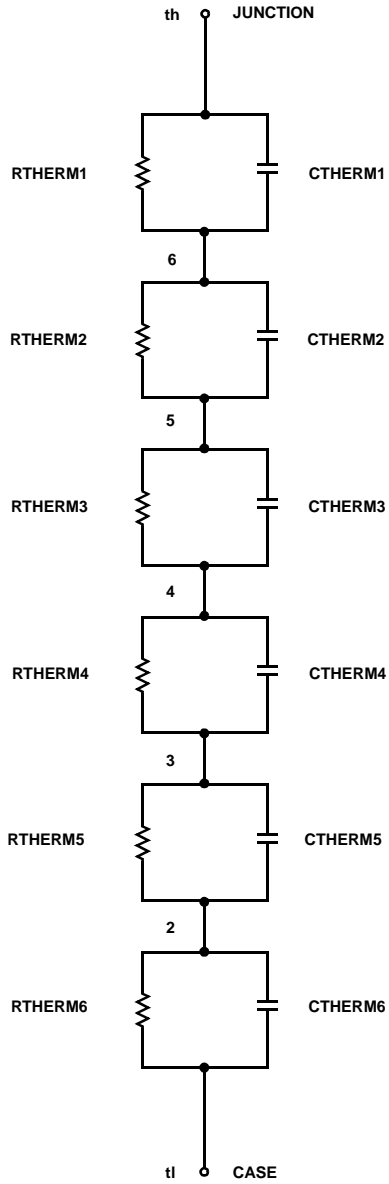 th JUNCTION
RTHERM1 CTHERM1
6
RTHERM2 CTHERM2
5
RTHERM3 CTHERM3
4
RTHERM4 CTHERM4
3
RTHERM5 CTHERM5
2
RTHERM6 CTHERM6
tl CASE